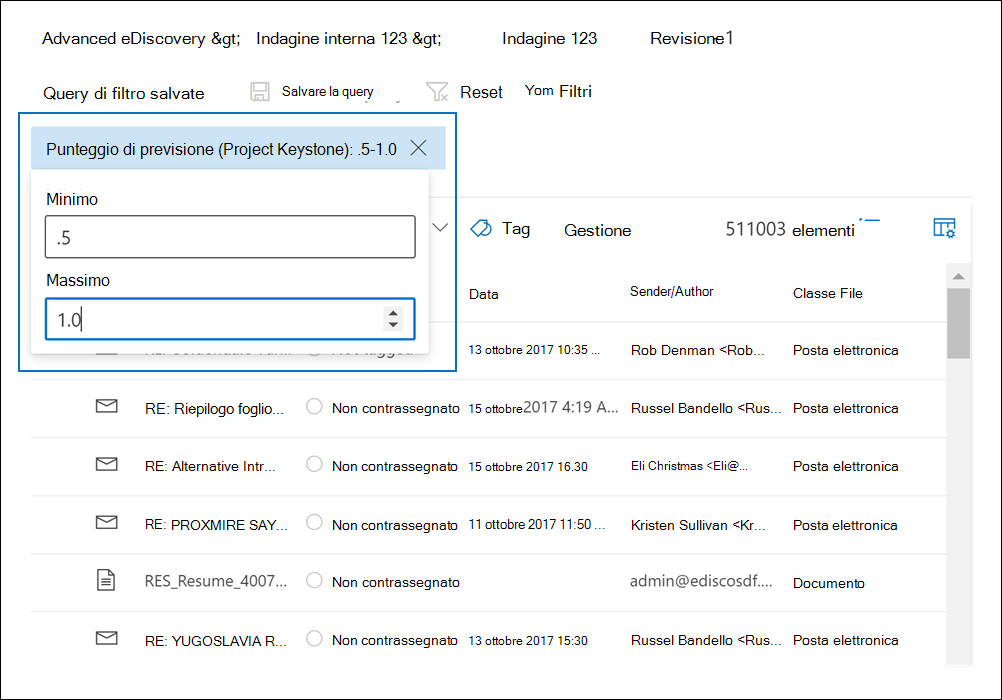 Advanced eDiscovery &gt; Indagine interna 123 &gt; Indagine 123 Revisione1
Query di filtro salvate Salvare la query Reset Yom Filtri
Punteggio di previsione (Project Keystone): .5-1.0
Minimo
.5
Tag Gestione 511003 elementi
Massimo
1.0
Data Sender/Author Classe File
13 ottobre 2017 10:35 ... Rob Denman <Rob... Posta elettronica
RE: Riepilogo foglio... Non contrassegnato 15 ottobre2017 4:19 A... Russel Bandello <Rus... Posta elettronica
RE: Alternative Intr... Non contrassegnato 15 ottobre 2017 16.30 Eli Christmas <Eli@... Posta elettronica
RE: PROXMIRE SAY... Non contrassegnato 11 ottobre 2017 11:50 ... Kristen Sullivan <Kr... Posta elettronica
RES_Resume_4007... Non contrassegnato admin@ediscosdf.... Documento
RE: YUGOSLAVIA R... Non contrassegnato 13 ottobre 2017 15:30 Russel Bandello <Rus... Posta elettronica